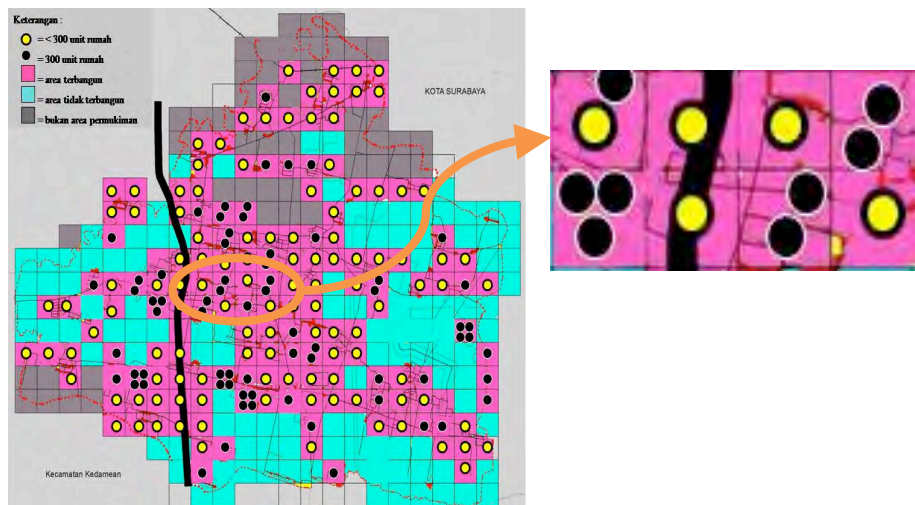 Keterangan :
= < 300 unit rumah
= 300 unit rumah
= area terbangun
= area tidak terbangun
= bukan area permukiman
KOTA SURABAYA
Kecamatan Kedamean